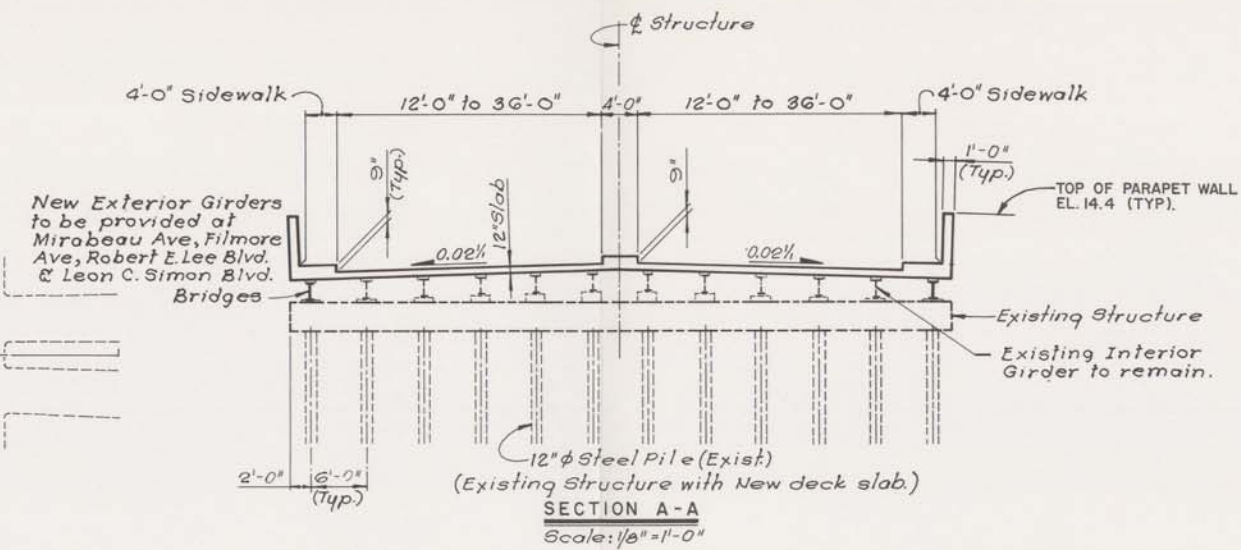 ℄ Structure
4'-0" Sidewalk
12'-0" to 36'-0"
4'-0"
12'-0" to 36'-0"
4'-0" Sidewalk
9"
(Typ.)
12" Slab
9"
1'-0"
(Typ.)
TOP OF PARAPET WALL
EL. 14.4 (TYP).
New Exterior Girders
to be provided at
Mirabeau Ave, Filmore
Ave, Robert E. Lee Blvd.
& Leon C. Simon Blvd.
Bridges
0.02'/'
0.02'/'
Existing Structure
Existing Interior
Girder to remain.
12" ϕ Steel Pile (Exist.)
2'-0"
6'-0"
(Typ.)
(Existing Structure with New deck slab.)
SECTION A-A
Scale: 1/8" = 1'-0"